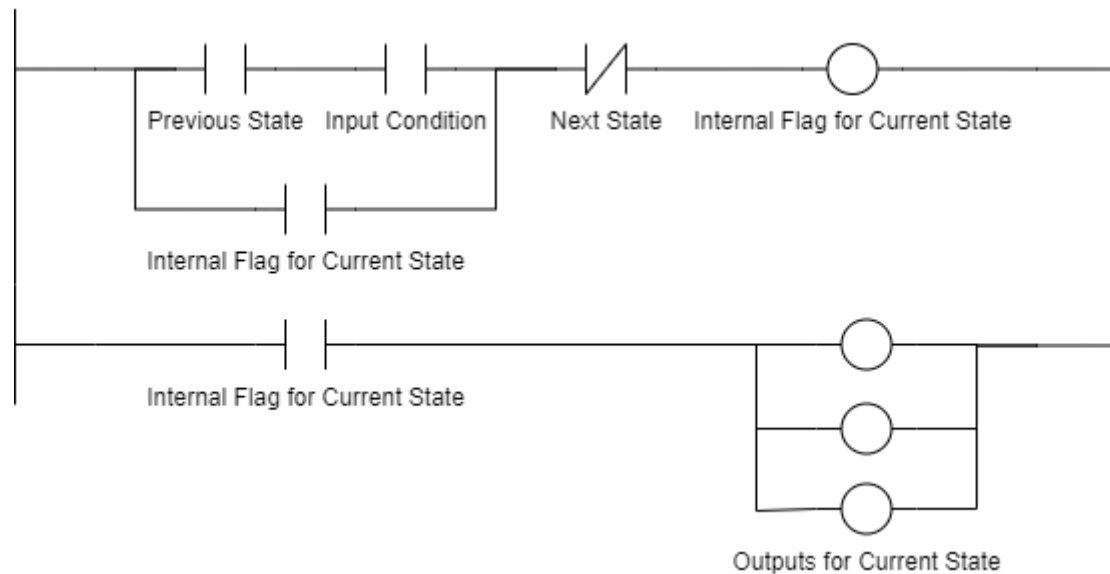 Previous State Input Condition Next State Internal Flag for Current State
Internal Flag for Current State
Internal Flag for Current State
Outputs for Current State